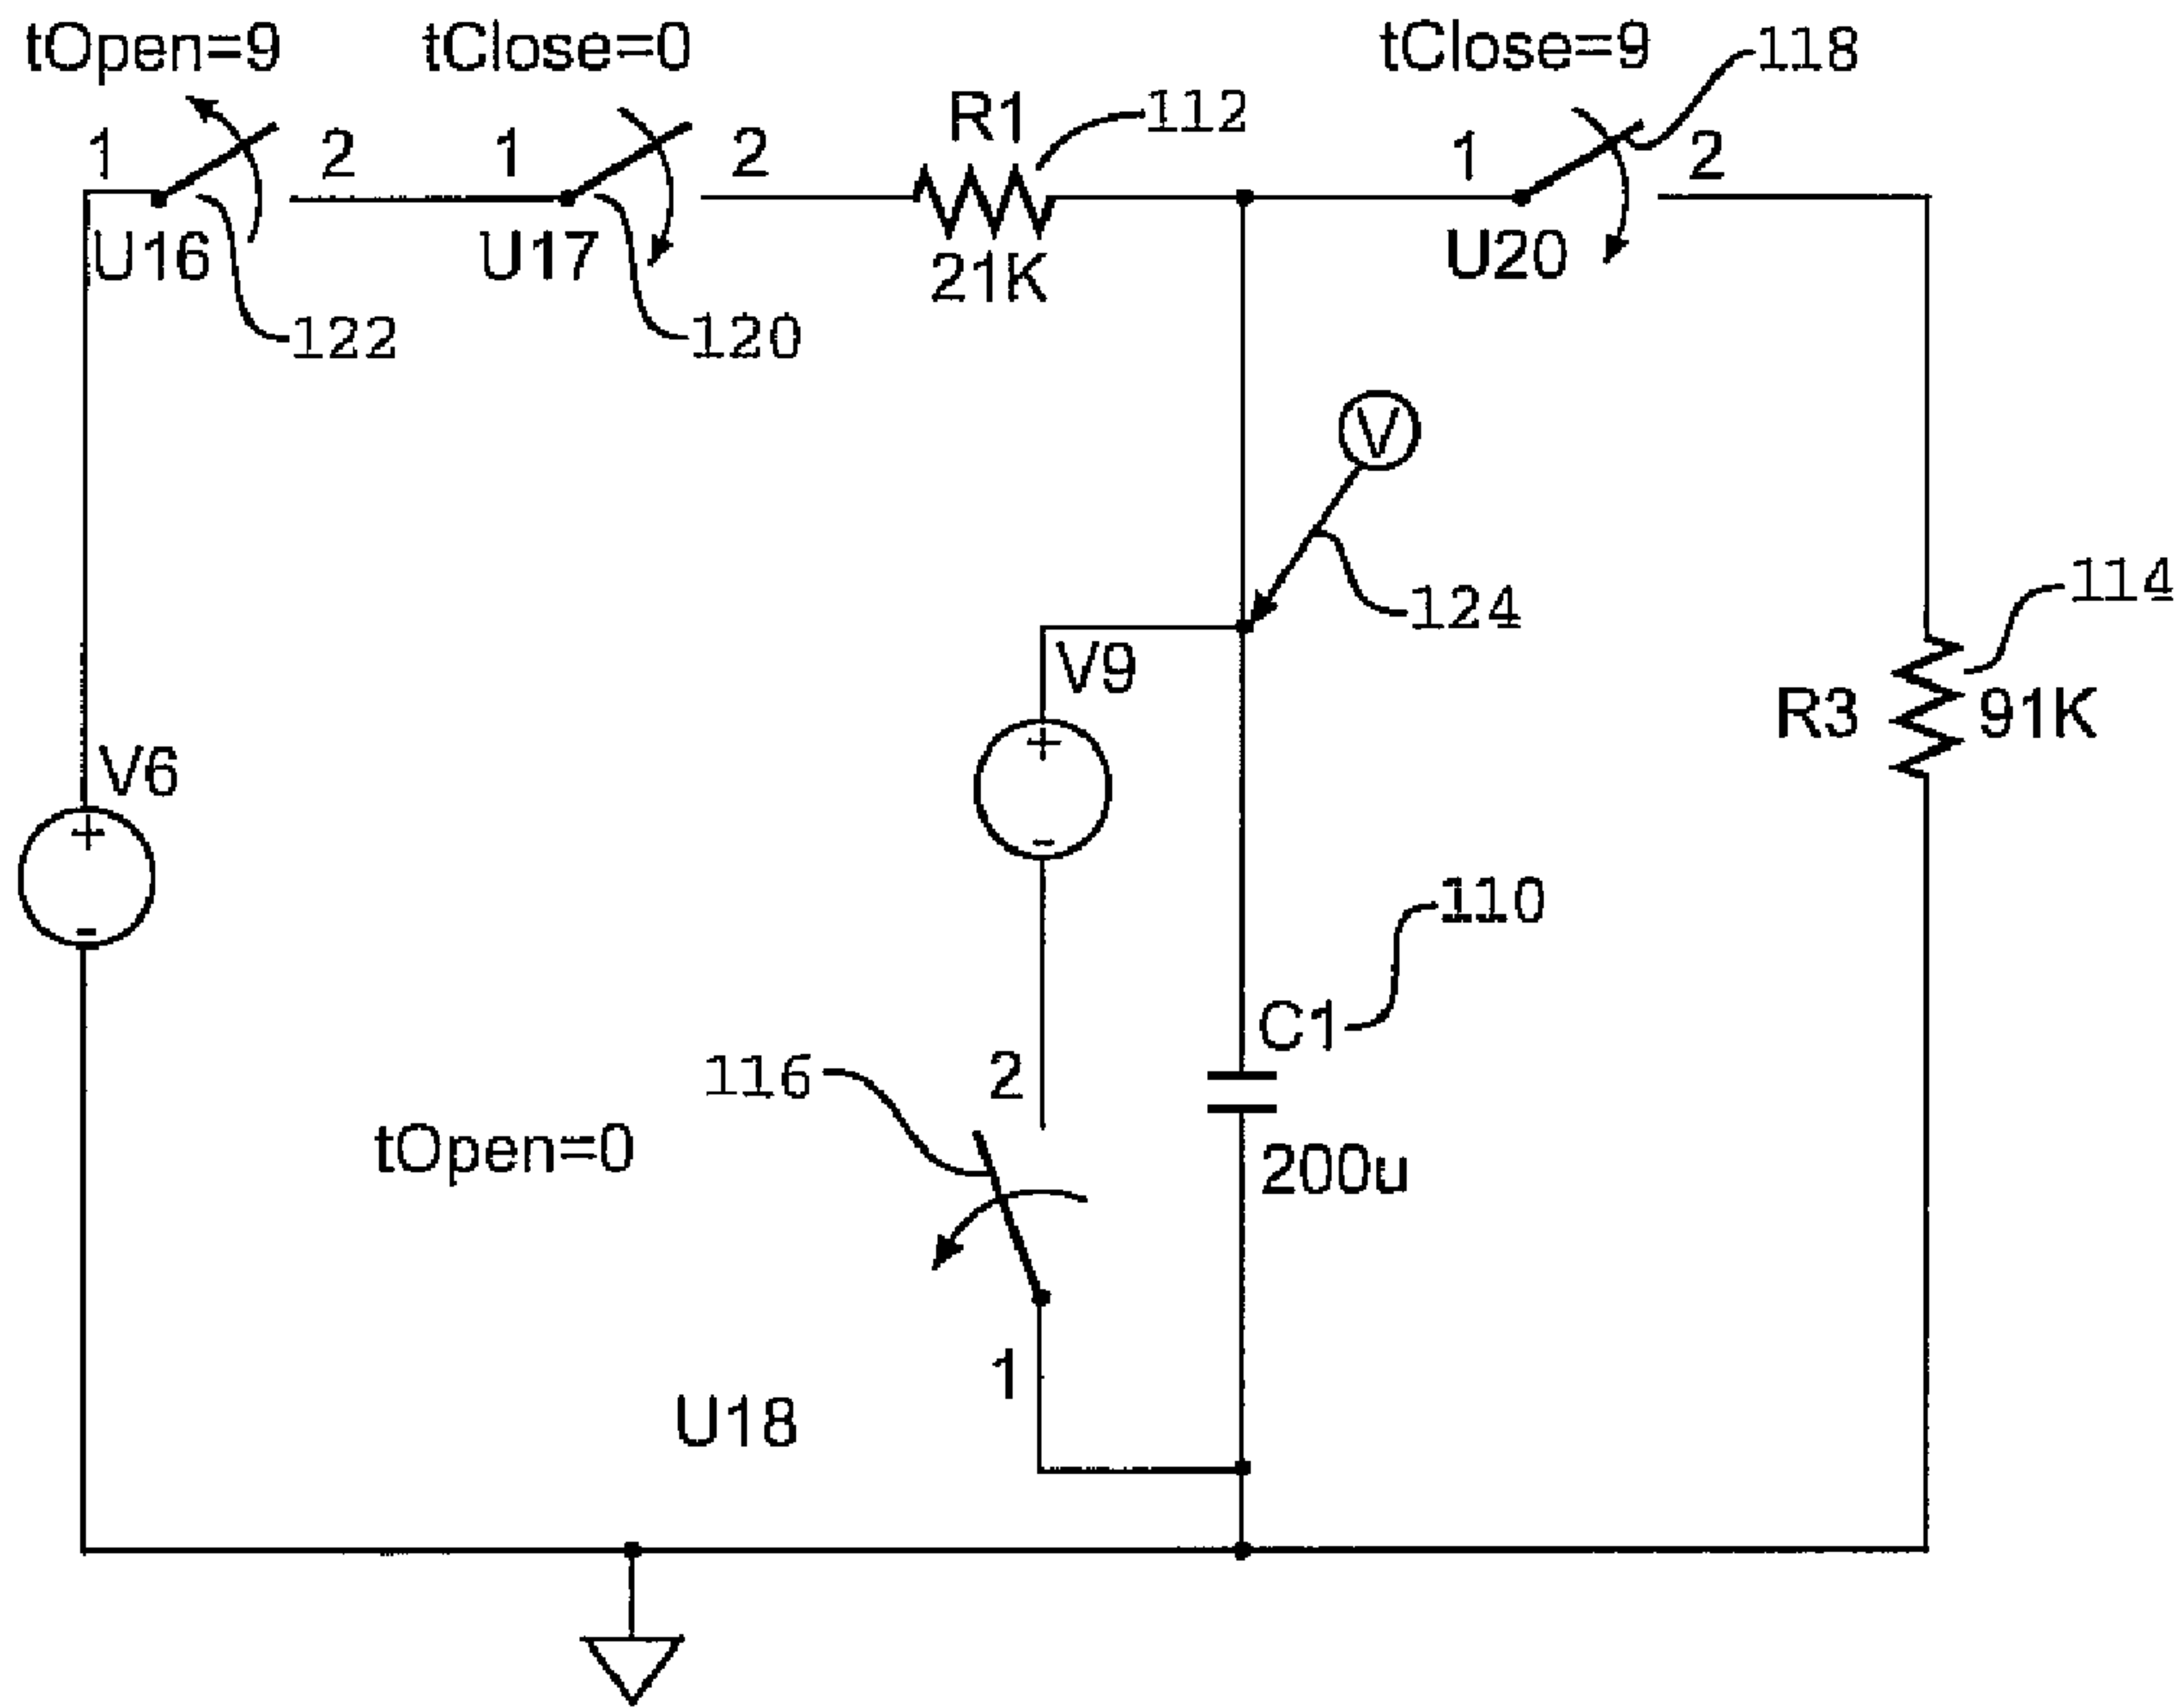 tOpen=9
tClose=0
tClose=9
118
R1
112
1
2
1
2
1
2
U16
U17
21K
U20
122
120
V
124
114
V9
R3
91K
V6
+
+
-
-
110
C1
116
2
tOpen=0
200u
1
U18